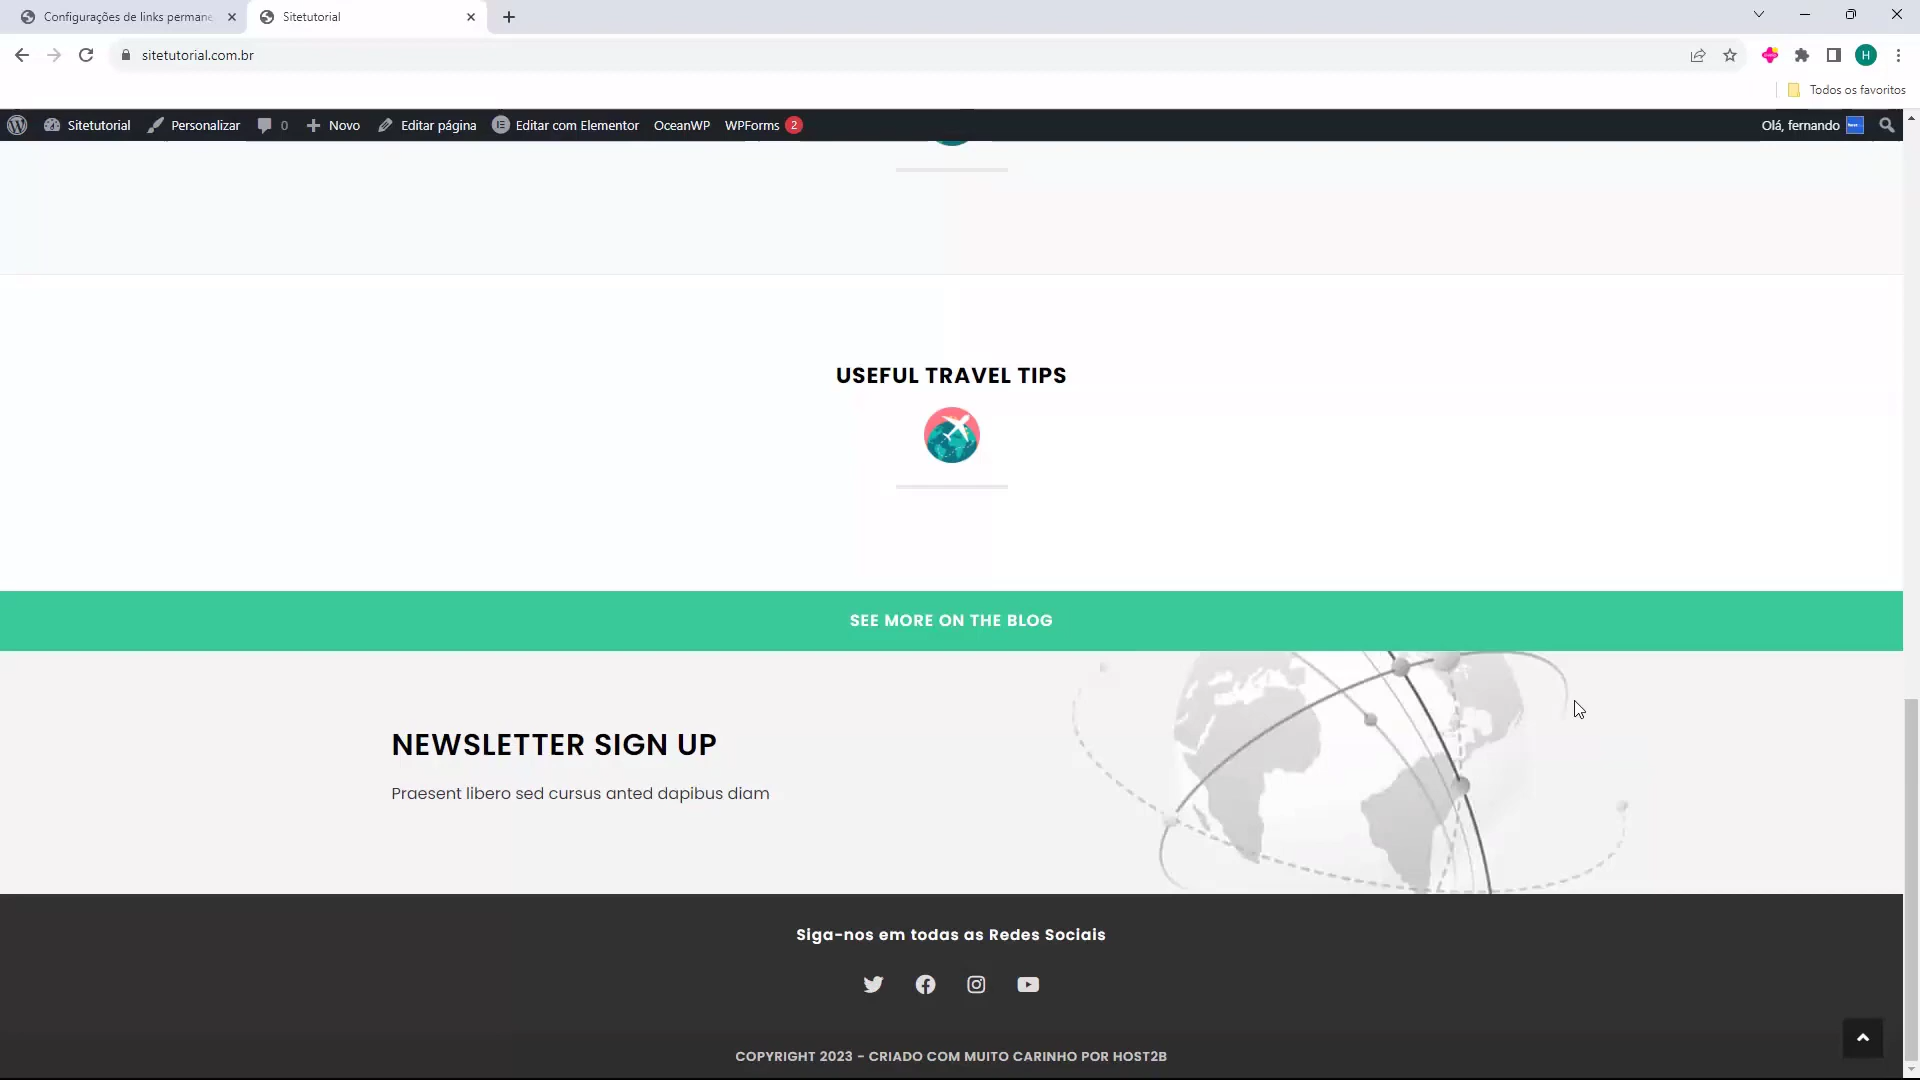 Configurações de links permane
Sitetutorial
sitetutorial.com.br
H
Todos os favoritos
Sitetutorial
Personalizar
0
Novo
Editar página
Editar com Elementor
OceanWP
WPForms 2
Olá, fernando
USEFUL TRAVEL TIPS
SEE MORE ON THE BLOG
NEWSLETTER SIGN UP
Praesent libero sed cursus anted dapibus diam
Siga-nos em todas as Redes Sociais
COPYRIGHT 2023 - CRIADO COM MUITO CARINHO POR HOST2B